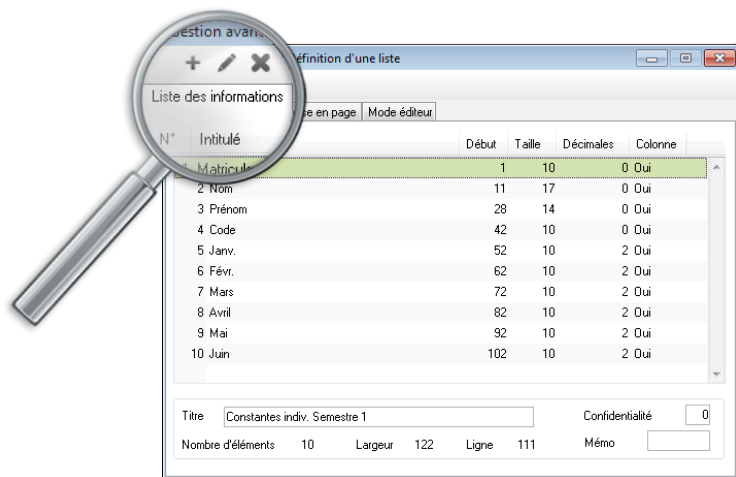 Gestion avan
éfinition d'une liste
Liste des informations
se en page Mode éditeur
N° Intitulé Début Taille Décimales Colonne
1 Matricule 1 10 0 Oui
2 Nom 11 17 0 Oui
3 Prénom 28 14 0 Oui
4 Code 42 10 0 Oui
5 Janv. 52 10 2 Oui
6 Févr. 62 10 2 Oui
7 Mars 72 10 2 Oui
8 Avril 82 10 2 Oui
9 Mai 92 10 2 Oui
10 Juin 102 10 2 Oui
Titre Constantes indiv. Semestre 1 Confidentialité 0
Nombre d'éléments 10 Largeur 122 Ligne 111 Mémo